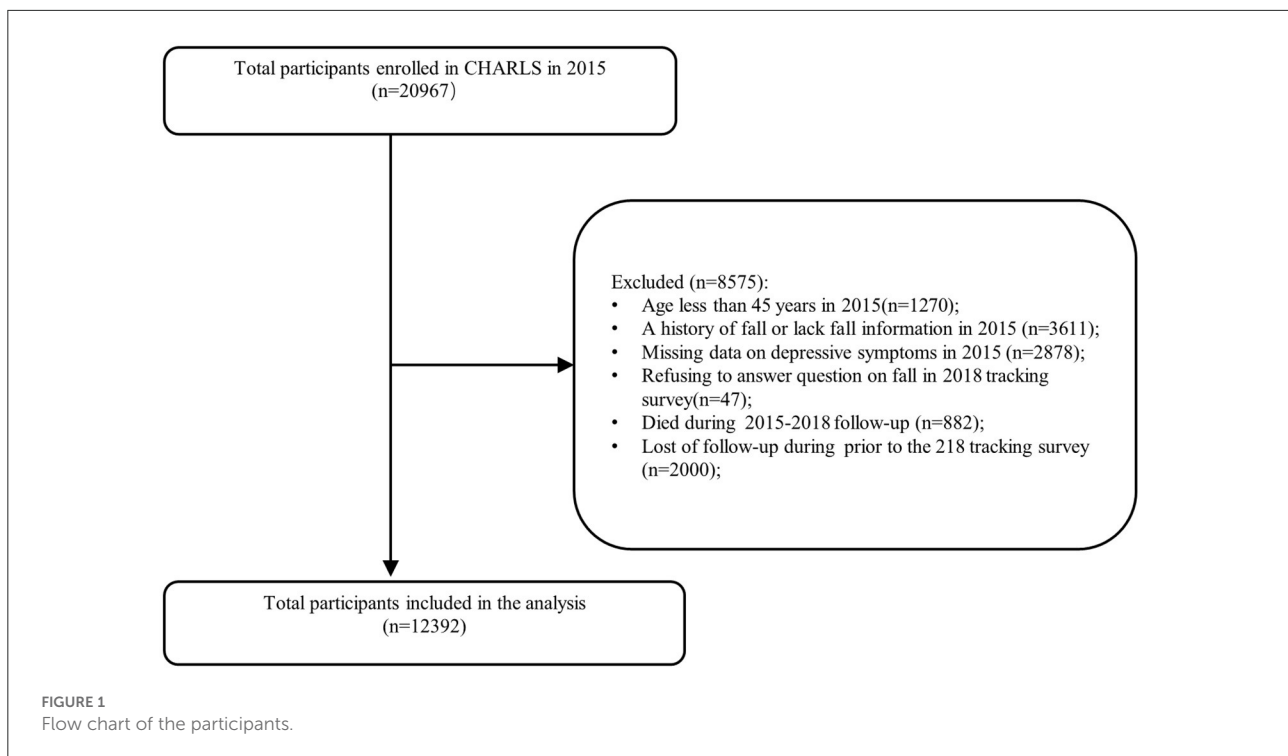 Total participants enrolled in CHARLS in 2015
(n=20967)
Excluded (n=8575):
• Age less than 45 years in 2015(n=1270);
• A history of fall or lack fall information in 2015 (n=3611);
• Missing data on depressive symptoms in 2015 (n=2878);
• Refusing to answer question on fall in 2018 tracking
survey(n=47);
• Died during 2015-2018 follow-up (n=882);
• Lost of follow-up during prior to the 218 tracking survey
(n=2000);
Total participants included in the analysis
(n=12392)
FIGURE 1
Flow chart of the participants.